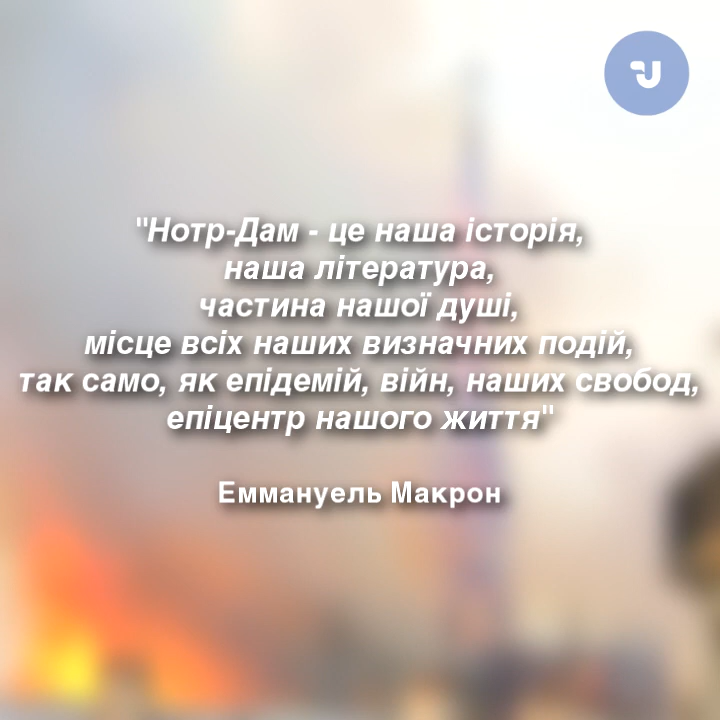 "Нотр-Дам - це наша історія,
наша література,
частина нашої душі,
місце всіх наших визначних подій,
так само, як епідемій, війн, наших свобод,
епіцентр нашого життя"
Еммануель Макрон